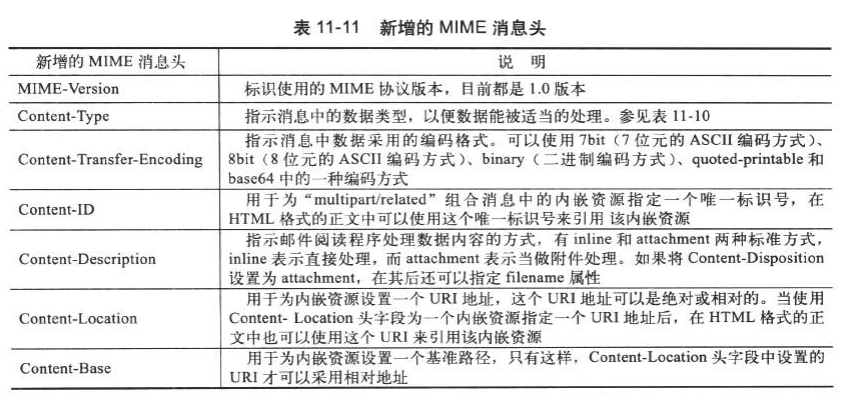 表 11-11 新增的 MIME 消息头
新增的 MIME 消息头 说 明
MIME-Version 标识使用的 MIME 协议版本，目前都是 1.0 版本
Content-Type 指示消息中的数据类型，以便数据能被适当的处理。参见表 11-10
Content-Transfer-Encoding 指示消息中数据采用的编码格式。可以使用 7bit（7 位元的 ASCII 编码方式）、
8bit（8 位元的 ASCII 编码方式）、binary（二进制编码方式）、quoted-printable 和
base64 中的一种编码方式
Content-ID 用于为“multipart/related”组合消息中的内嵌资源指定一个唯一标识号，在
HTML 格式的正文中可以使用这个唯一标识号来引用 该内嵌资源
Content-Description 指示邮件阅读程序处理数据内容的方式，有 inline 和 attachment 两种标准方式，
inline 表示直接处理，而 attachment 表示当做附件处理。如果将 Content-Disposition
设置为 attachment，在其后还可以指定 filename 属性
Content-Location 用于为内嵌资源设置一个 URI 地址，这个 URI 地址可以是绝对或相对的。当使用
Content- Location 头字段为一个内嵌资源指定一个 URI 地址后，在 HTML 格式的正
文中也可以使用这个 URI 来引用该内嵌资源
Content-Base 用于为内嵌资源设置一个基准路径，只有这样，Content-Location 头字段中设置的
URI 才可以采用相对地址